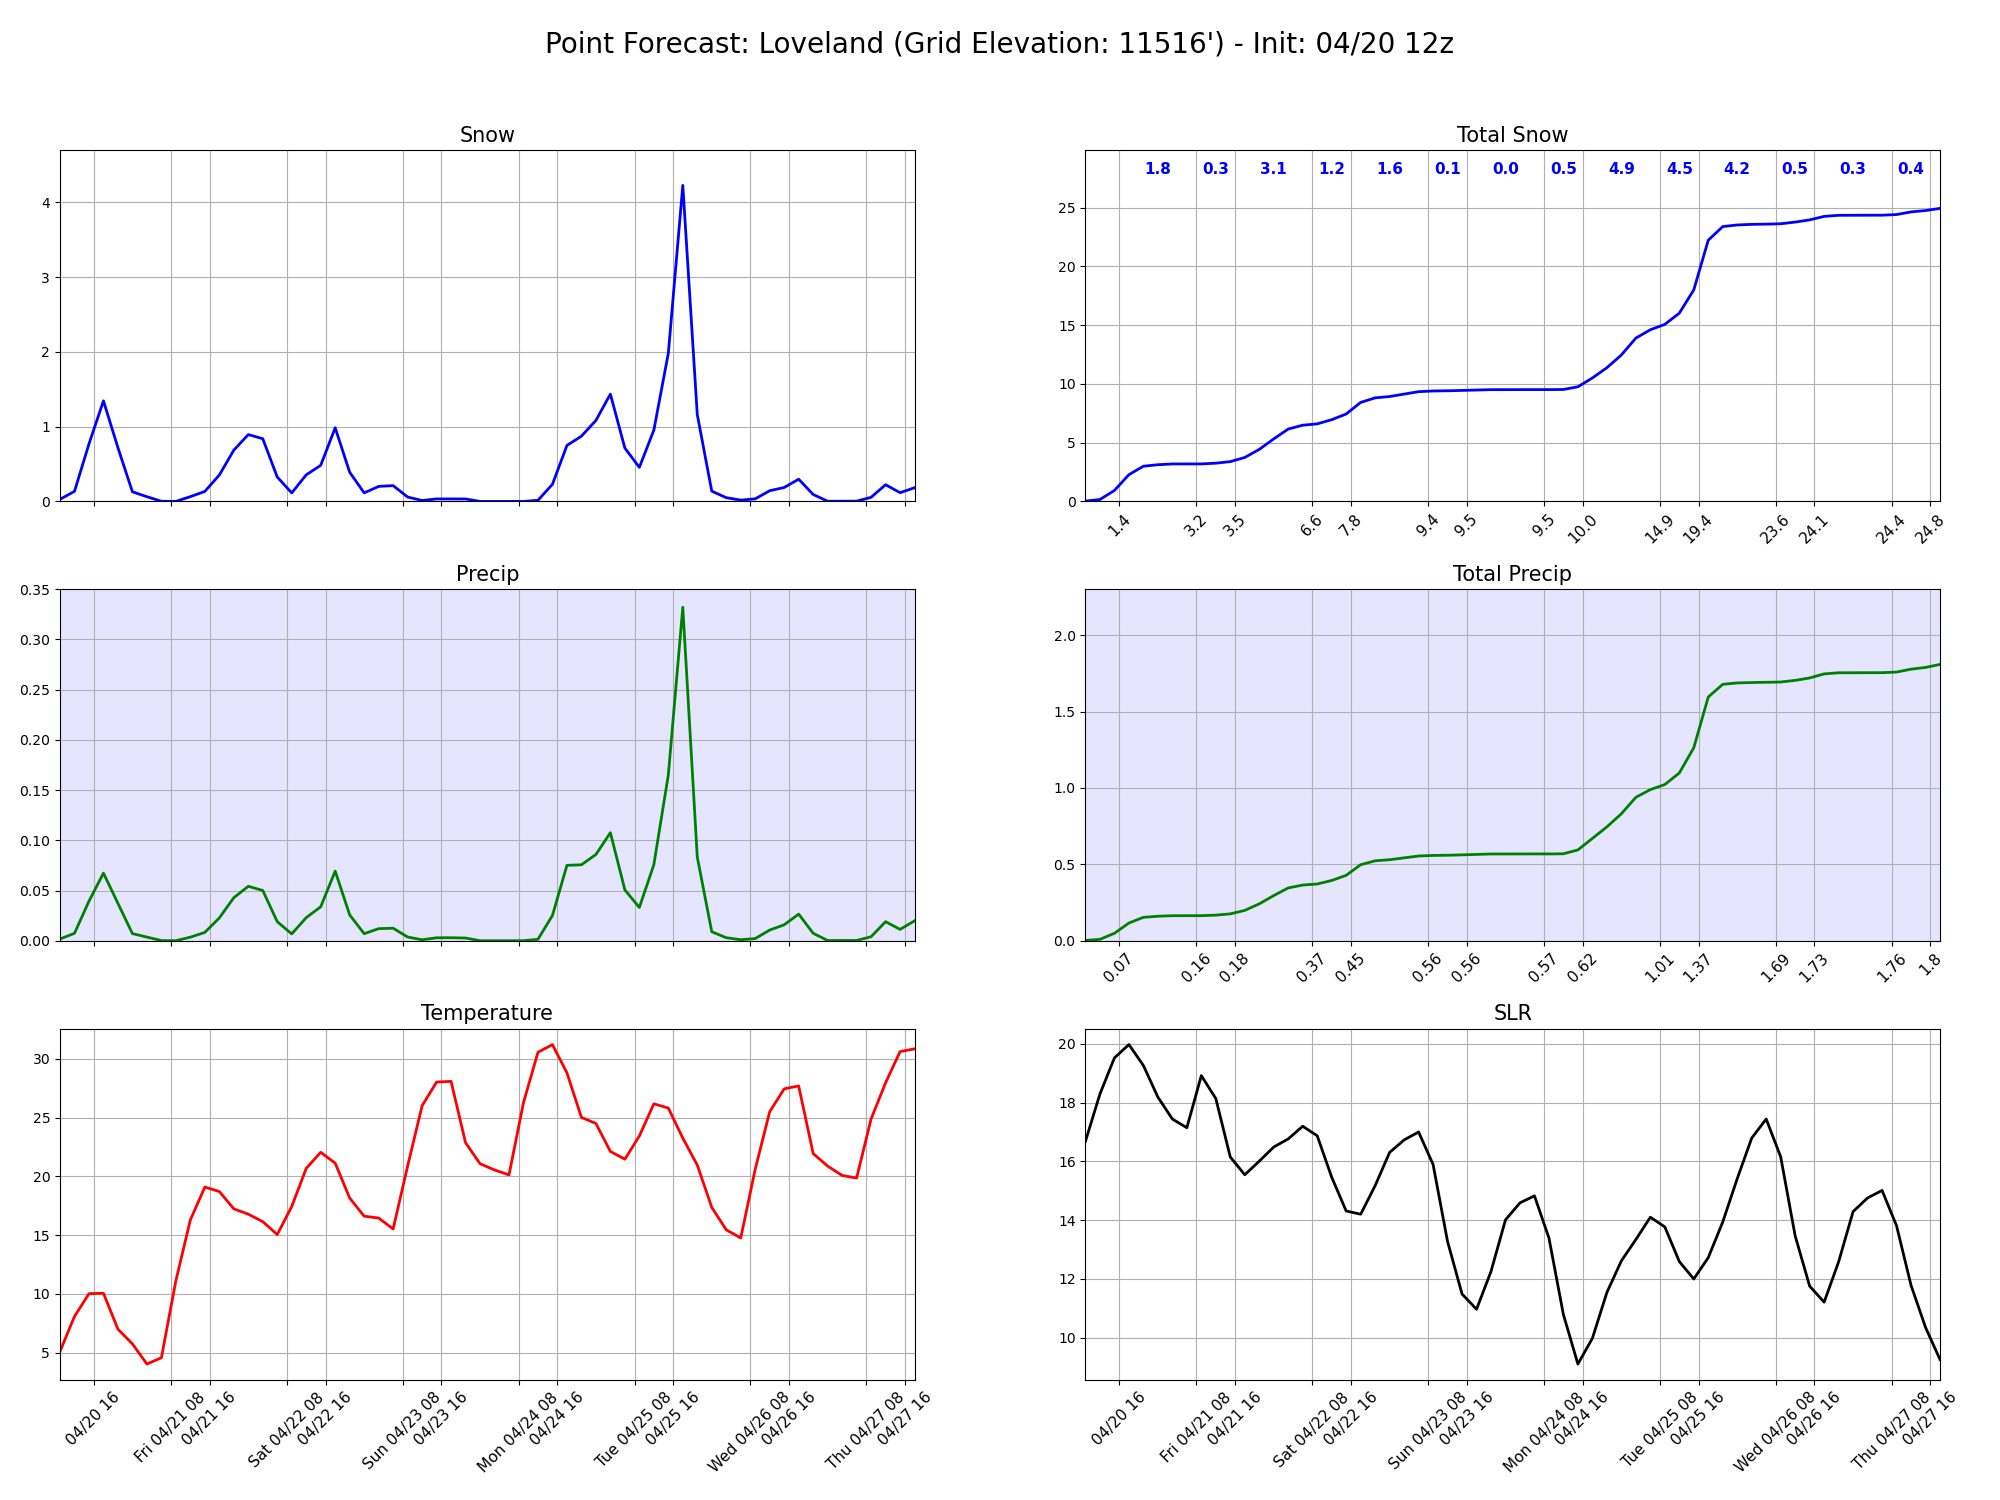 Point Forecast: Loveland (Grid Elevation: 11516') - Init: 04/20 12z
Snow
4
3
2
1
0
Total Snow
1.8 0.3 3.1 1.2 1.6 0.1 0.0 0.5 4.9 4.5 4.2 0.5 0.3 0.4
25
20
15
10
5
0
1.4 3.2 3.5 6.6 7.8 9.4 9.5 9.5 10.0 14.9 19.4 23.6 24.1 24.4 24.8
Precip
0.35
0.30
0.25
0.20
0.15
0.10
0.05
0.00
Total Precip
2.0
1.5
1.0
0.5
0.0
0.07 0.16 0.18 0.37 0.45 0.56 0.56 0.57 0.62 1.01 1.37 1.69 1.73 1.76 1.8
Temperature
30
25
20
15
10
5
04/20 16
Fri 04/21 08
04/21 16
Sat 04/22 08
04/22 16
Sun 04/23 08
04/23 16
Mon 04/24 08
04/24 16
Tue 04/25 08
04/25 16
Wed 04/26 08
04/26 16
Thu 04/27 08
04/27 16
SLR
20
18
16
14
12
10
04/20 16
Fri 04/21 08
04/21 16
Sat 04/22 08
04/22 16
Sun 04/23 08
04/23 16
Mon 04/24 08
04/24 16
Tue 04/25 08
04/25 16
Wed 04/26 08
04/26 16
Thu 04/27 08
04/27 16